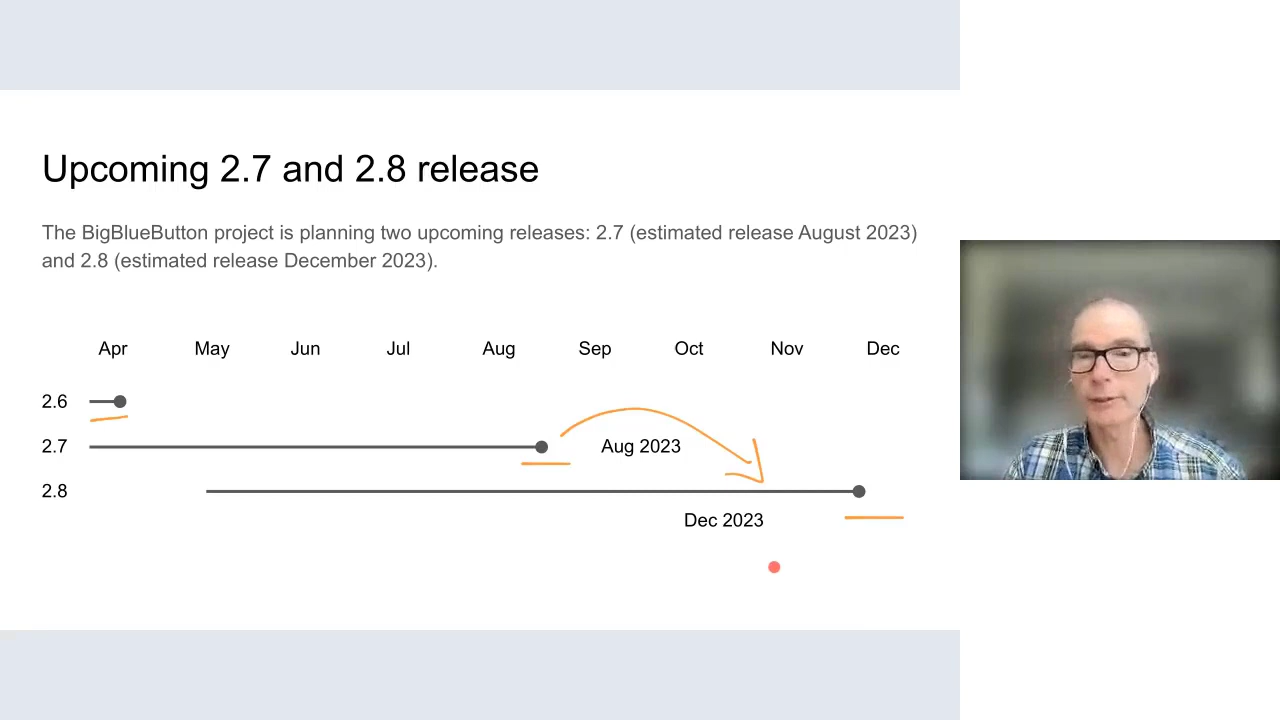 Upcoming 2.7 and 2.8 release
The BigBlueButton project is planning two upcoming releases: 2.7 (estimated release August 2023)
and 2.8 (estimated release December 2023).
Apr May Jun Jul Aug Sep Oct Nov Dec
2.6
2.7 Aug 2023
2.8
Dec 2023